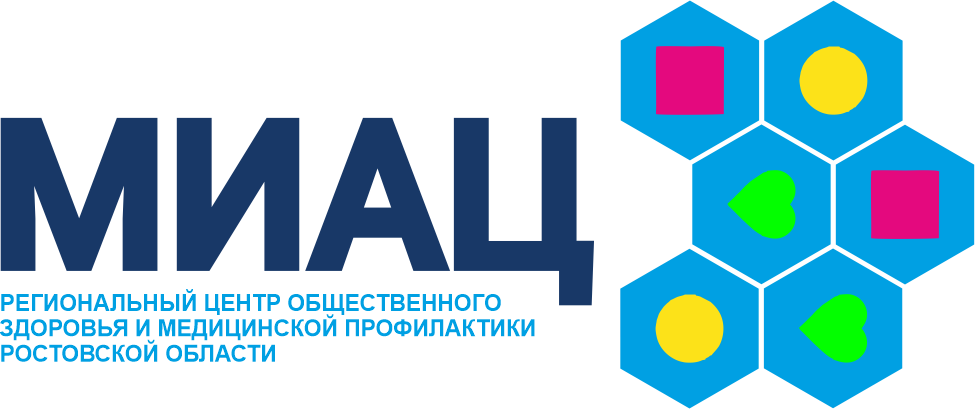 МИАЦ
РЕГИОНАЛЬНЫЙ ЦЕНТР ОБЩЕСТВЕННОГО
ЗДОРОВЬЯ И МЕДИЦИНСКОЙ ПРОФИЛАКТИКИ
РОСТОВСКОЙ ОБЛАСТИ